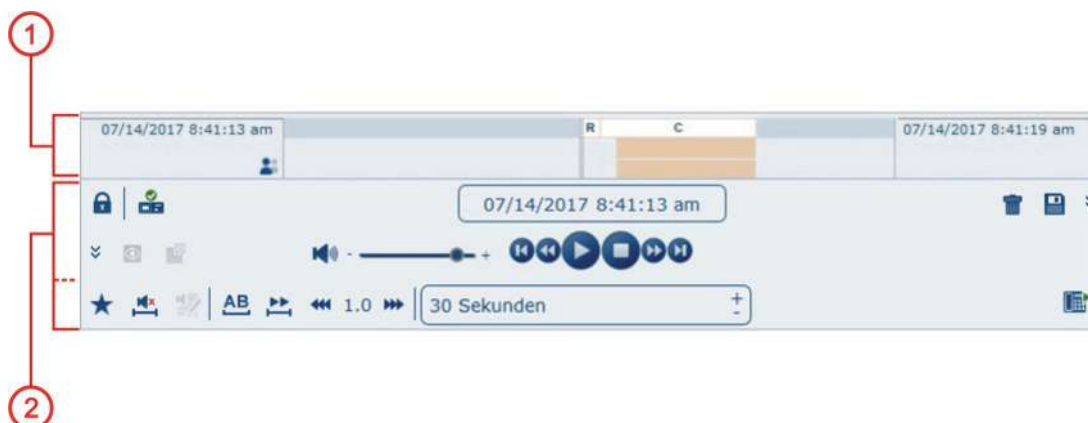 1
07/14/2017 8:41:13 am R C 07/14/2017 8:41:19 am
07/14/2017 8:41:13 am
- +
AB 1.0 30 Sekunden + -
2